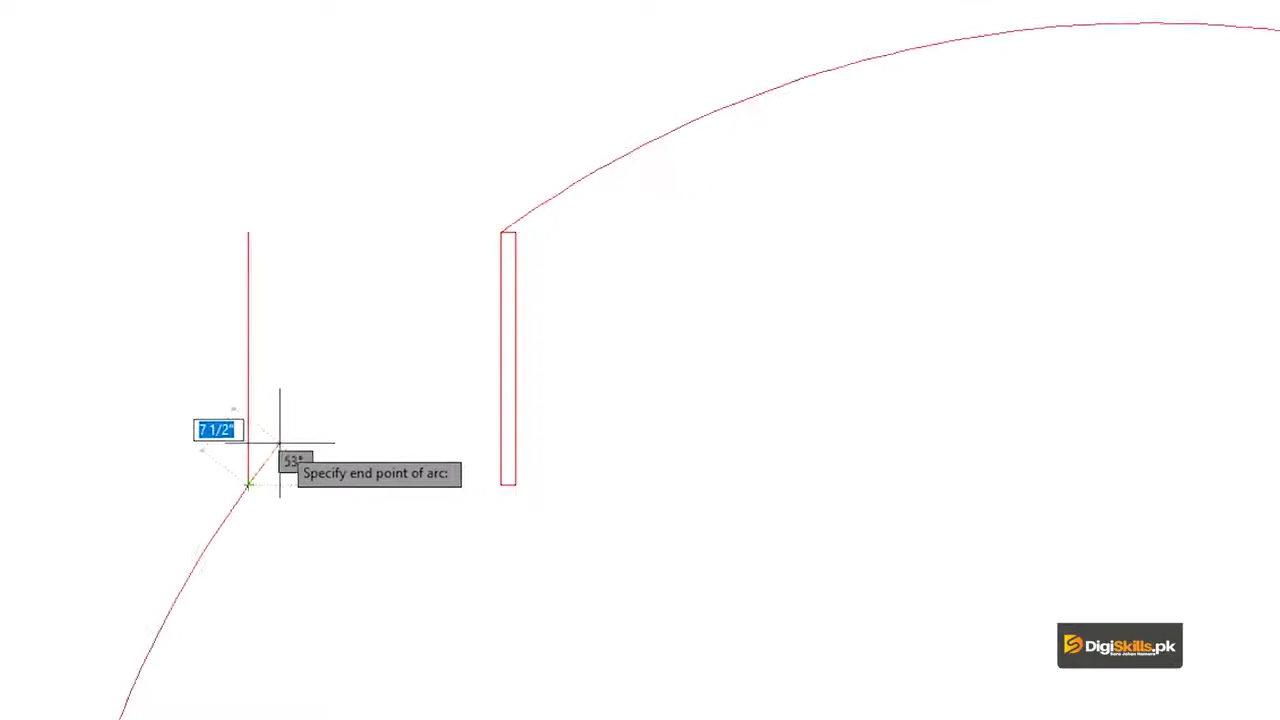 7 1/2"
53°
Specify end point of arc:
DigiSkills.pk